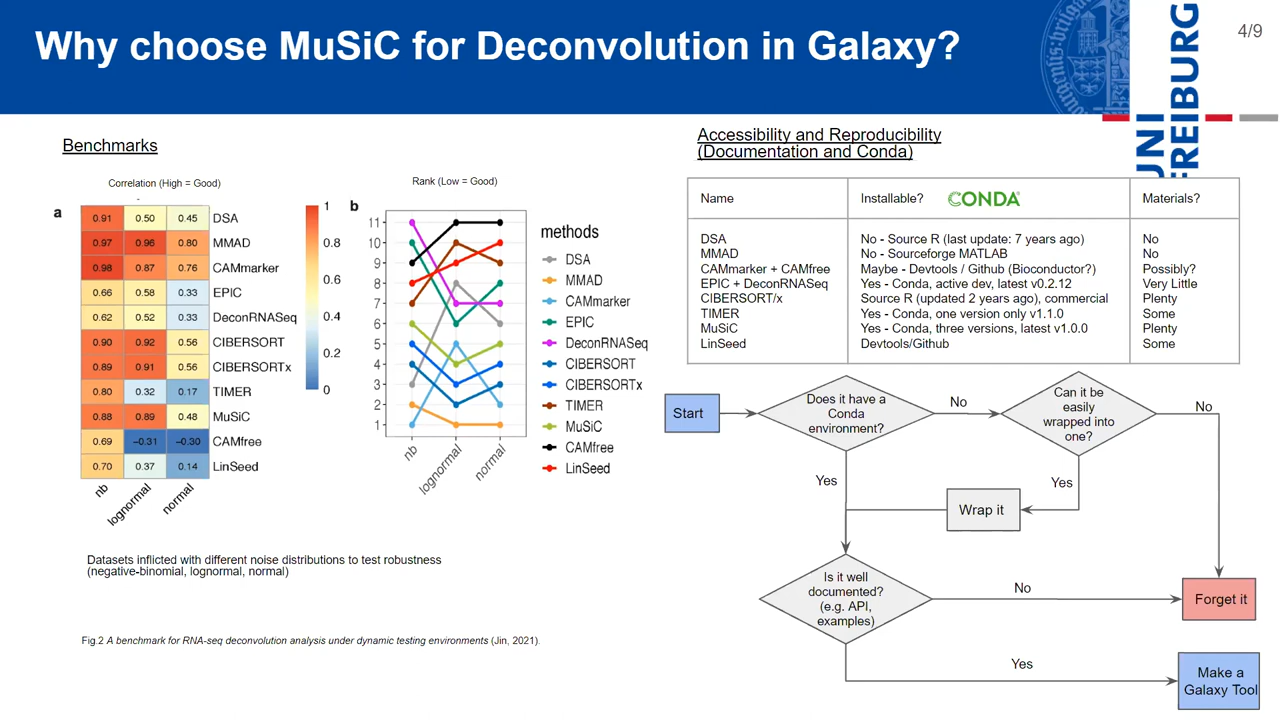 Why choose MuSiC for Deconvolution in Galaxy?
4/9
UNI
FREIBURG
Benchmarks
Correlation (High = Good)
a
0.91 0.50 0.45 DSA
0.97 0.96 0.80 MMAD
0.98 0.87 0.76 CAMmarker
0.66 0.58 0.33 EPIC
0.62 0.52 0.33 DeconRNASeq
0.90 0.92 0.56 CIBERSORT
0.89 0.91 0.56 CIBERSORTx
0.80 0.32 0.17 TIMER
0.88 0.89 0.48 MuSiC
0.69 −0.31 −0.30 CAMfree
0.70 0.37 0.14 LinSeed
nb lognormal normal
1
0.8
0.6
0.4
0.2
0
Rank (Low = Good)
b
11
10
9
8
7
6
5
4
3
2
1
nb lognormal normal
methods
DSA
MMAD
CAMmarker
EPIC
DeconRNASeq
CIBERSORT
CIBERSORTx
TIMER
MuSiC
CAMfree
LinSeed
Datasets inflicted with different noise distributions to test robustness
(negative-binomial, lognormal, normal)
Fig.2 A benchmark for RNA-seq deconvolution analysis under dynamic testing environments (Jin, 2021).
Accessibility and Reproducibility
(Documentation and Conda)
Name Installable? CONDA Materials?
DSA No - Source R (last update: 7 years ago) No
MMAD No - Sourceforge MATLAB No
CAMmarker + CAMfree Maybe - Devtools / Github (Bioconductor?) Possibly?
EPIC + DeconRNASeq Yes - Conda, active dev, latest v0.2.12 Very Little
CIBERSORT/x Source R (updated 2 years ago), commercial Plenty
TIMER Yes - Conda, one version only v1.1.0 Some
MuSiC Yes - Conda, three versions, latest v1.0.0 Plenty
LinSeed Devtools/Github Some
Start
Does it have a
Conda
environment?
No
Can it be
easily
wrapped into
one?
No
Yes
Yes
Wrap it
Is it well
documented?
(e.g. API,
examples)
No
Forget it
Yes
Make a
Galaxy Tool